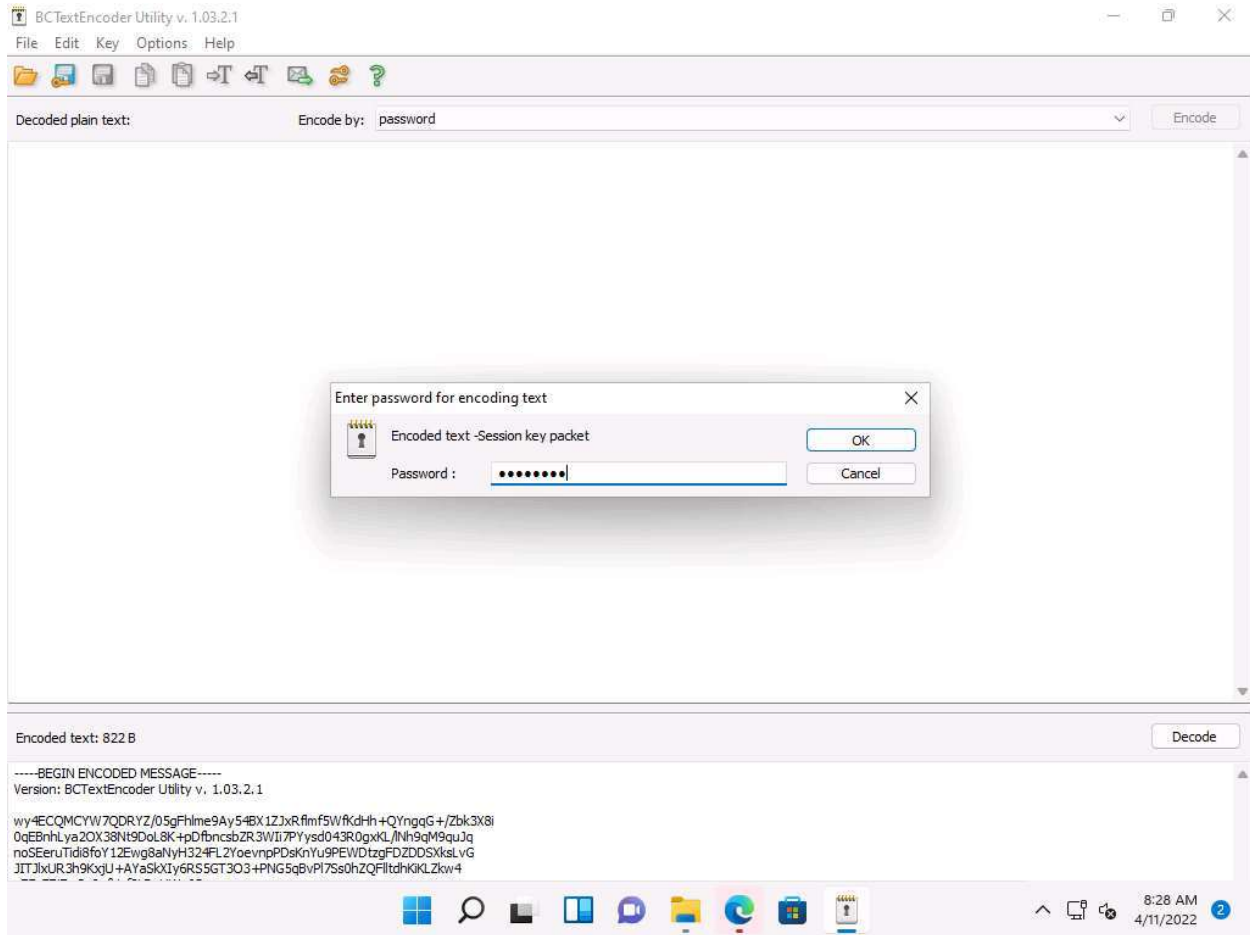 BCTextEncoder Utility v. 1.03.2.1
File Edit Key Options Help
Decoded plain text: Encode by: password Encode
Enter password for encoding text
Encoded text -Session key packet OK
Password : ●●●●●●●● Cancel
Encoded text: 822 B Decode
-----BEGIN ENCODED MESSAGE-----
Version: BCTextEncoder Utility v. 1.03.2.1
wy4ECQMCYW7QDRYZ/05gFhlme9Ay54BX1ZJxRflmf5WfKdHh+QYngqG+/Zbk3X8i
0qEBnhLya2OX38Nt9DoL8K+pDfbncsbZR3WIi7PYysd043R0gxKL/lNh9qM9quJq
noSEeruTidi8foY12Ewg8aNyH324FL2YoevnpPDsKnYu9PEWDtzgFDZDDSXksLvG
JITJlxUR3h9KxjU+AYaSkXIy6RS5GT3O3+PNG5qBvPl7Ss0hZQFlltdhKiKLZkw4
8:28 AM
4/11/2022 2